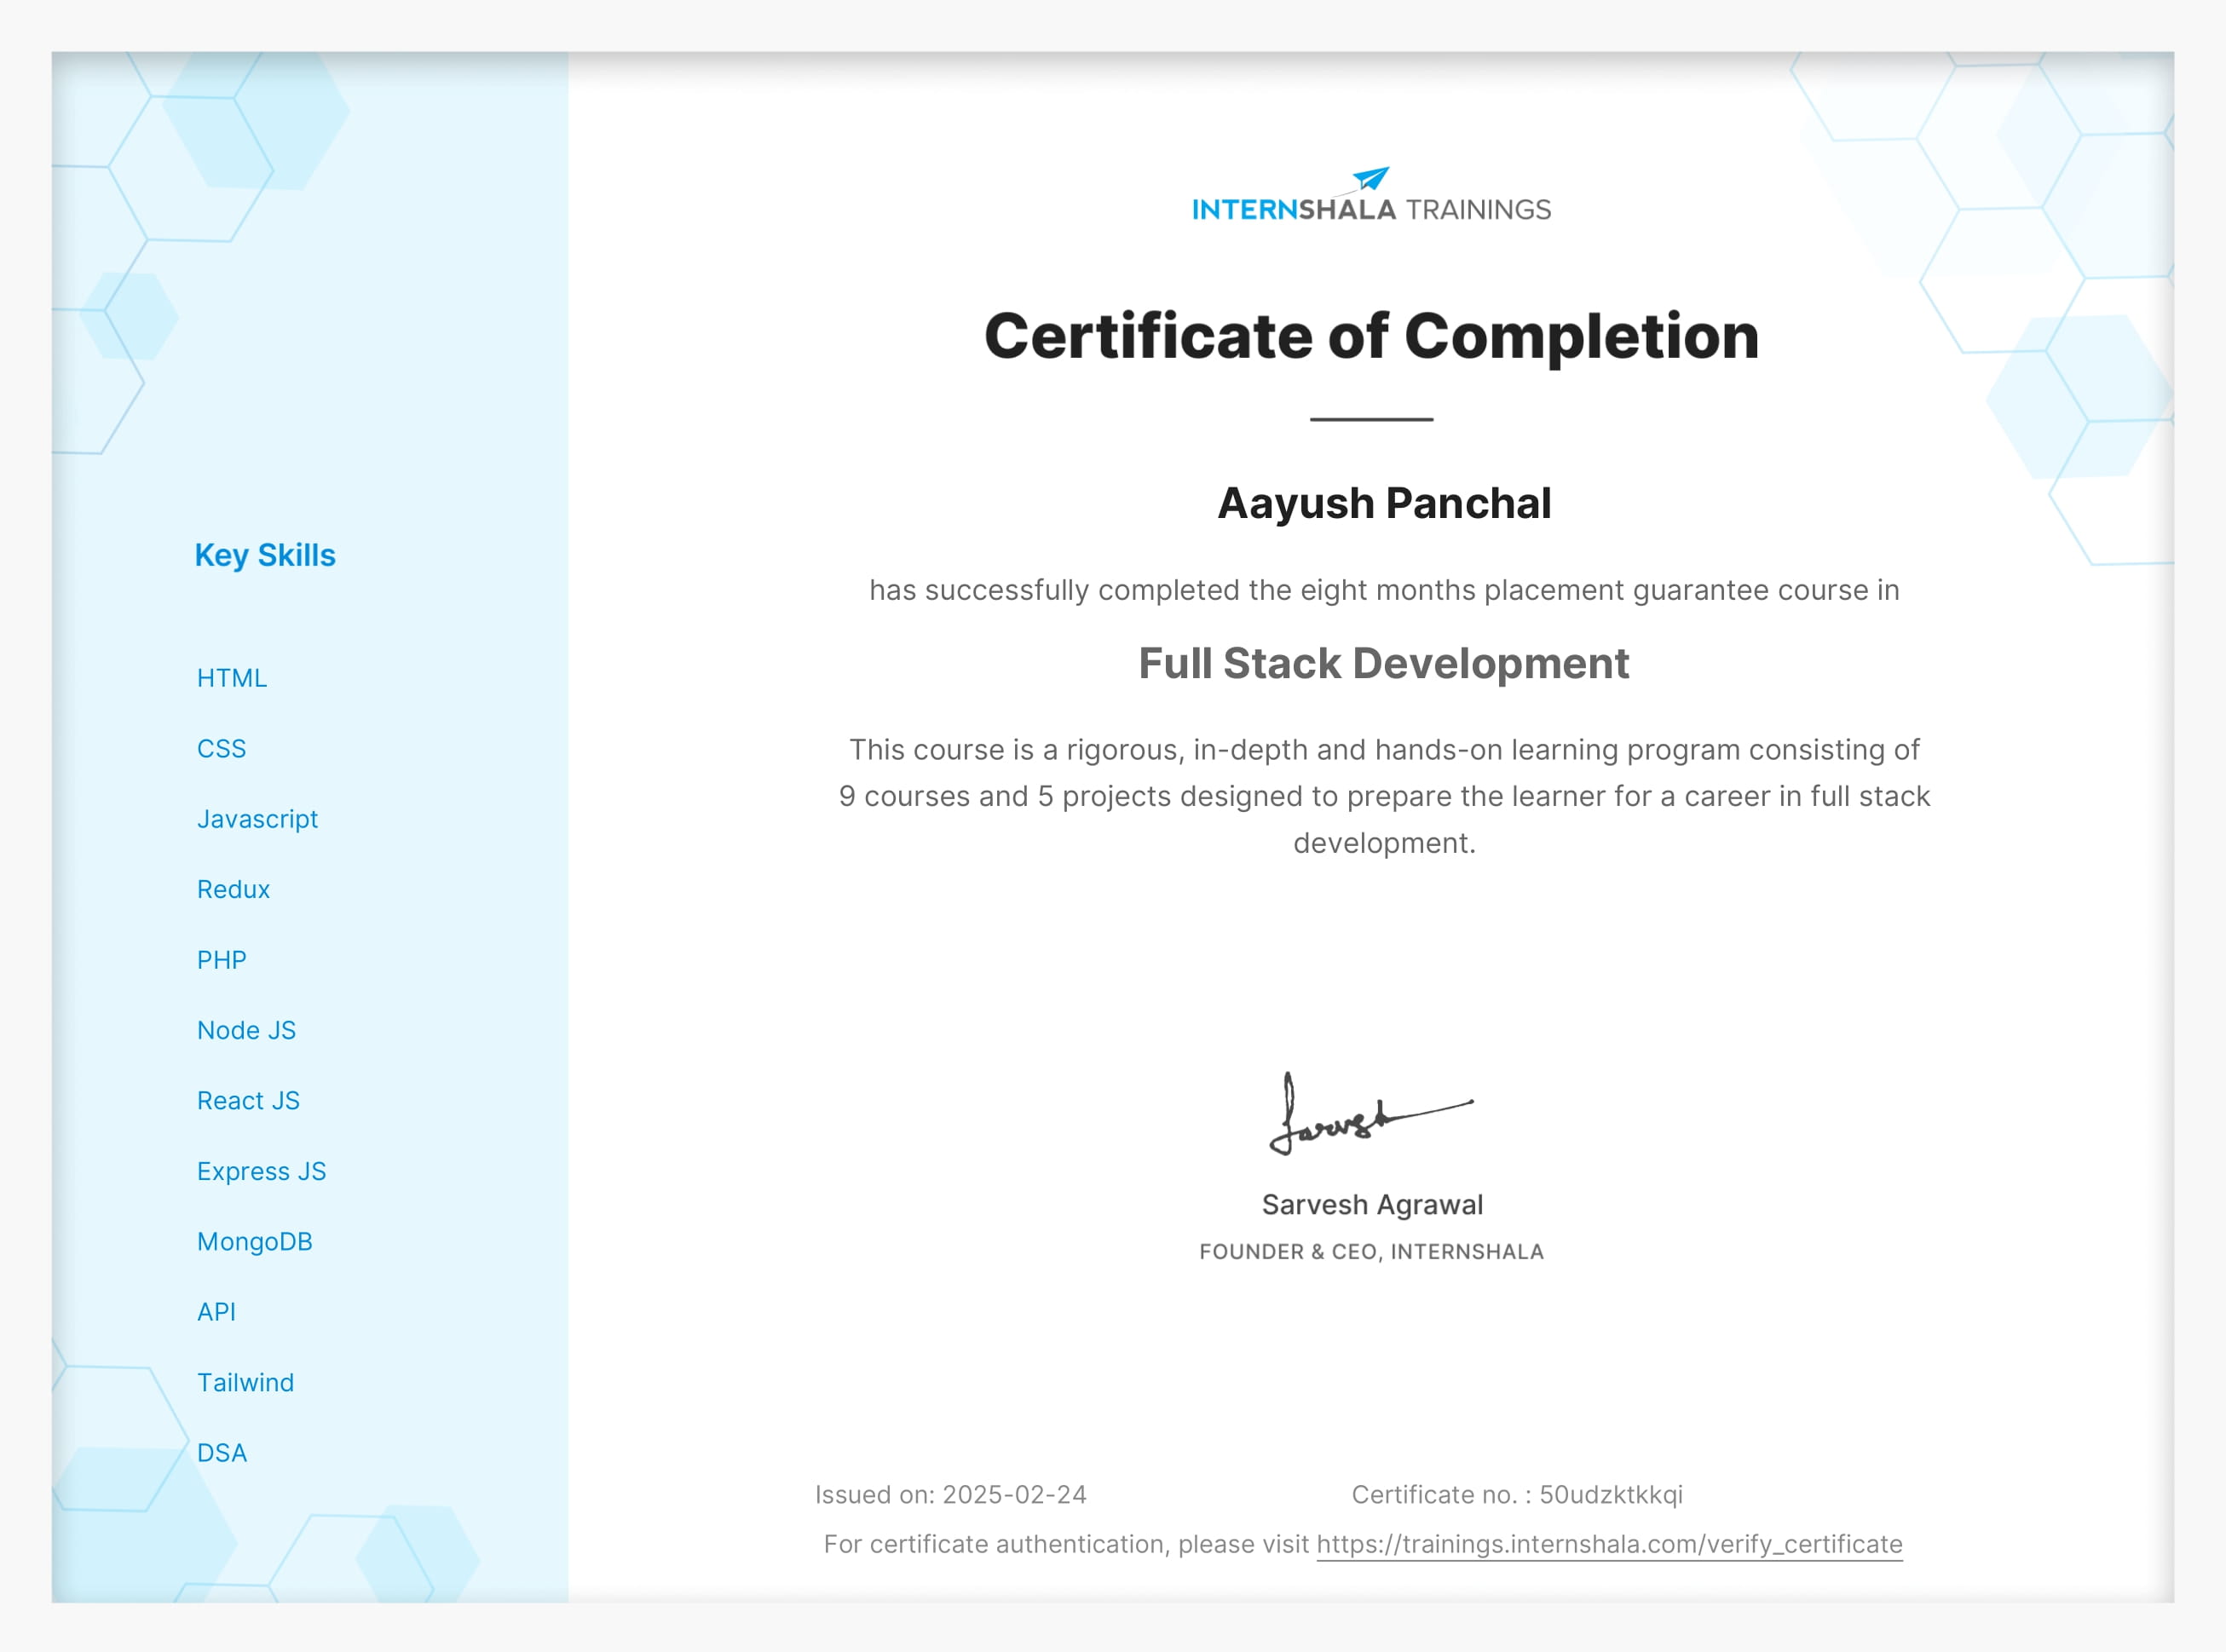 INTERNSHALA TRAININGS
Certificate of Completion
Aayush Panchal
has successfully completed the eight months placement guarantee course in
Full Stack Development
This course is a rigorous, in-depth and hands-on learning program consisting of
9 courses and 5 projects designed to prepare the learner for a career in full stack
development.
Key Skills
HTML
CSS
Javascript
Redux
PHP
Node JS
React JS
Express JS
MongoDB
API
Tailwind
DSA
Sarvesh
Sarvesh Agrawal
FOUNDER & CEO, INTERNSHALA
Issued on: 2025-02-24
Certificate no. : 50udzktkkqi
For certificate authentication, please visit https://trainings.internshala.com/verify_certificate